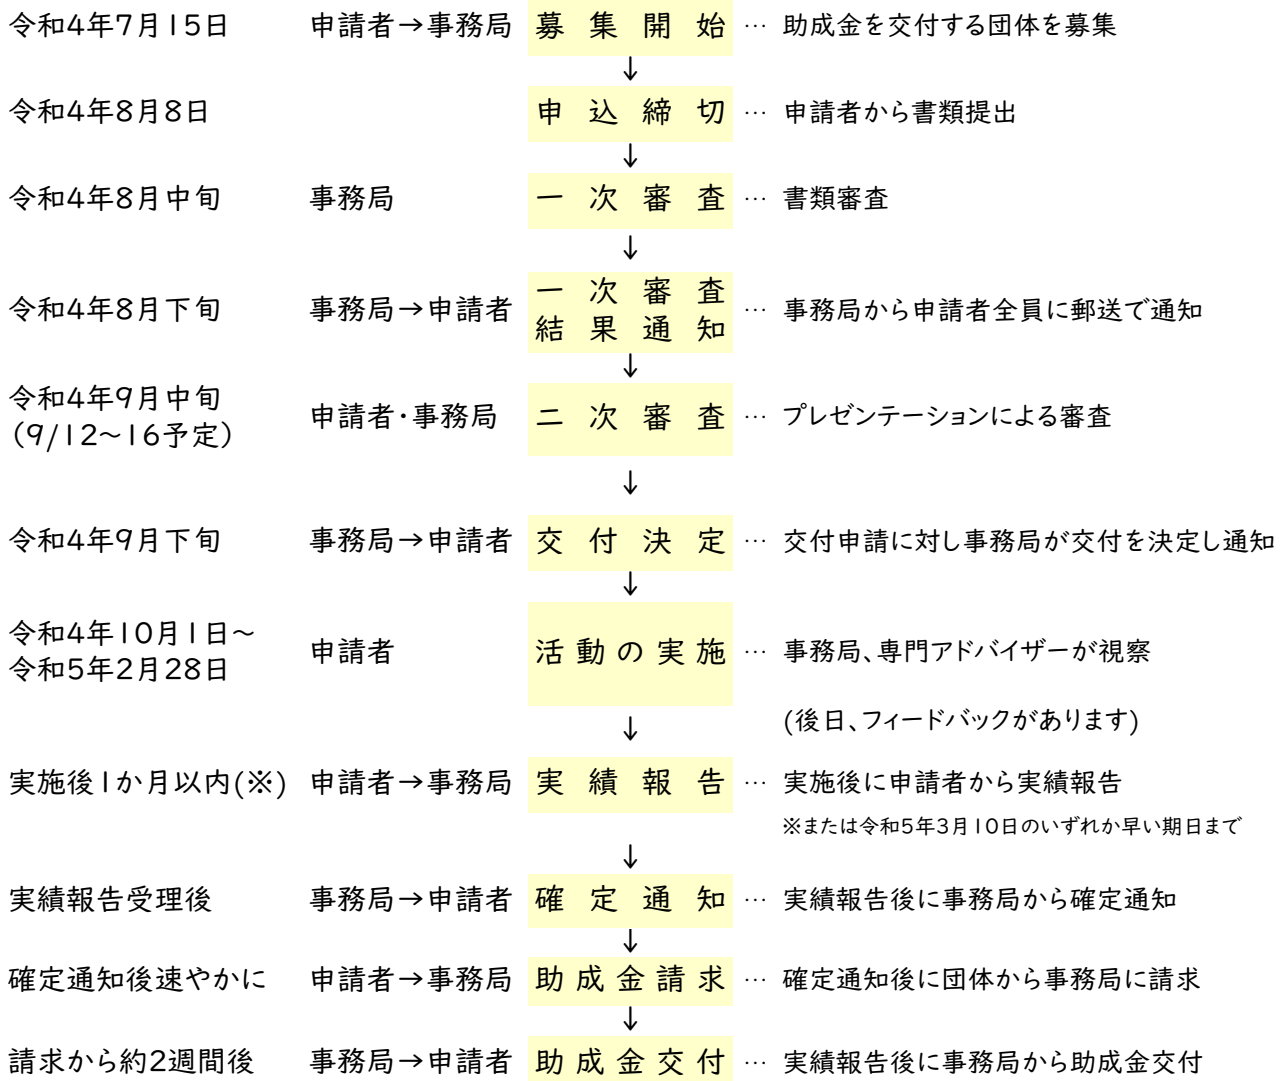 令和4年7月15日 申請者→事務局 募集開始 … 助成金を交付する団体を募集
↓
令和4年8月8日 申込締切 … 申請者から書類提出
↓
令和4年8月中旬 事務局 一次審査 … 書類審査
↓
令和4年8月下旬 事務局→申請者 一次審査 … 事務局から申請者全員に郵送で通知
結果通知
↓
令和4年9月中旬 申請者・事務局 二次審査 … プレゼンテーションによる審査
(9/12~16予定)
↓
令和4年9月下旬 事務局→申請者 交付決定 … 交付申請に対し事務局が交付を決定し通知
↓
令和4年10月1日~ 申請者 活動の実施 … 事務局、専門アドバイザーが視察
令和5年2月28日
(後日、フィードバックがあります)
↓
実施後1か月以内(※) 申請者→事務局 実績報告 … 実施後に申請者から実績報告
※または令和5年3月10日のいずれか早い期日まで
↓
実績報告受理後 事務局→申請者 確定通知 … 実績報告後に事務局から確定通知
↓
確定通知後速やかに 申請者→事務局 助成金請求 … 確定通知後に団体から事務局に請求
↓
請求から約2週間後 事務局→申請者 助成金交付 … 実績報告後に事務局から助成金交付